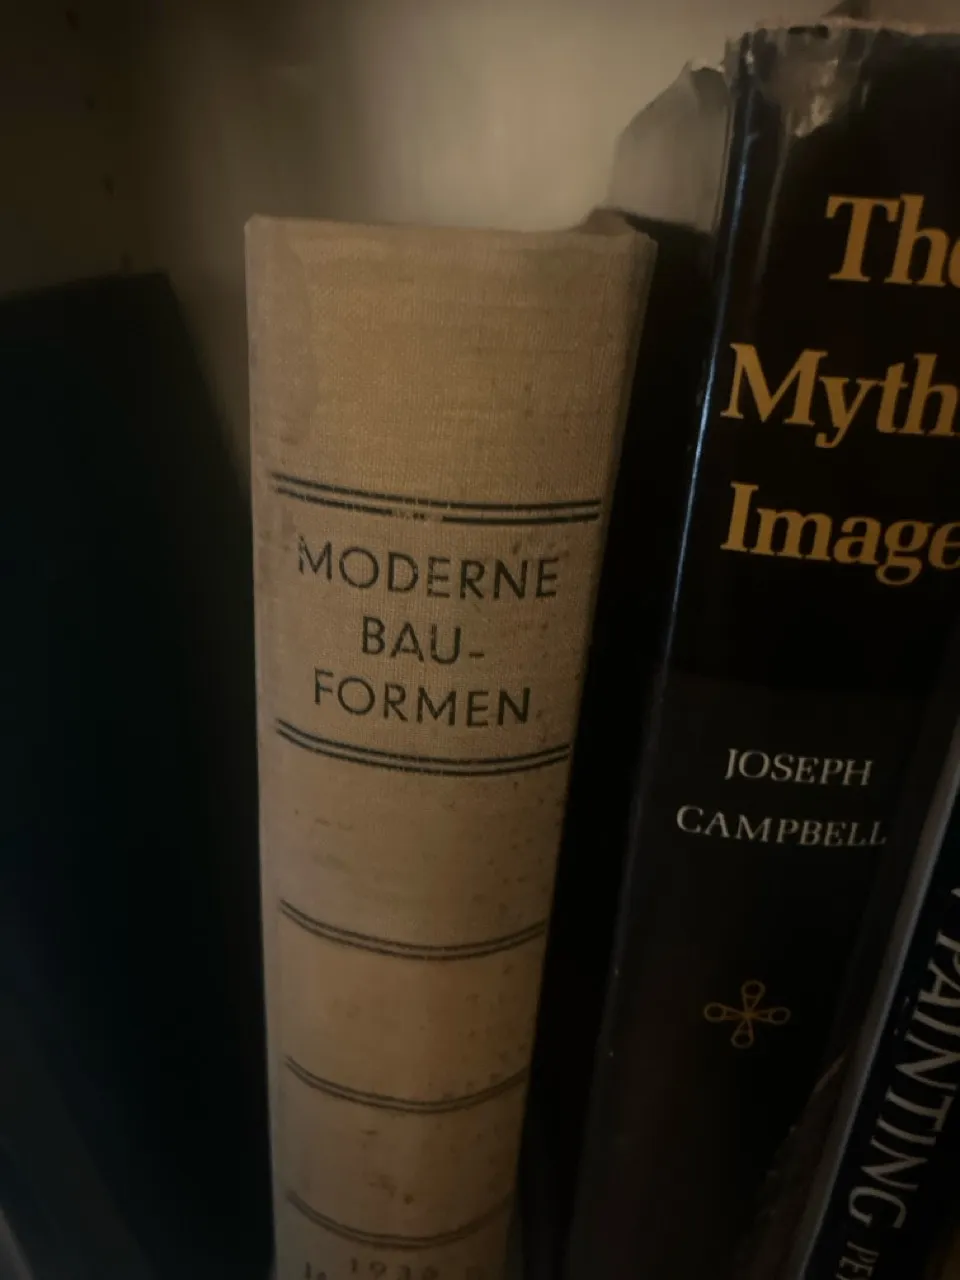 MODERNE
BAU-
FORMEN
The
Myth
Image
JOSEPH
CAMPBELL
PAINTING